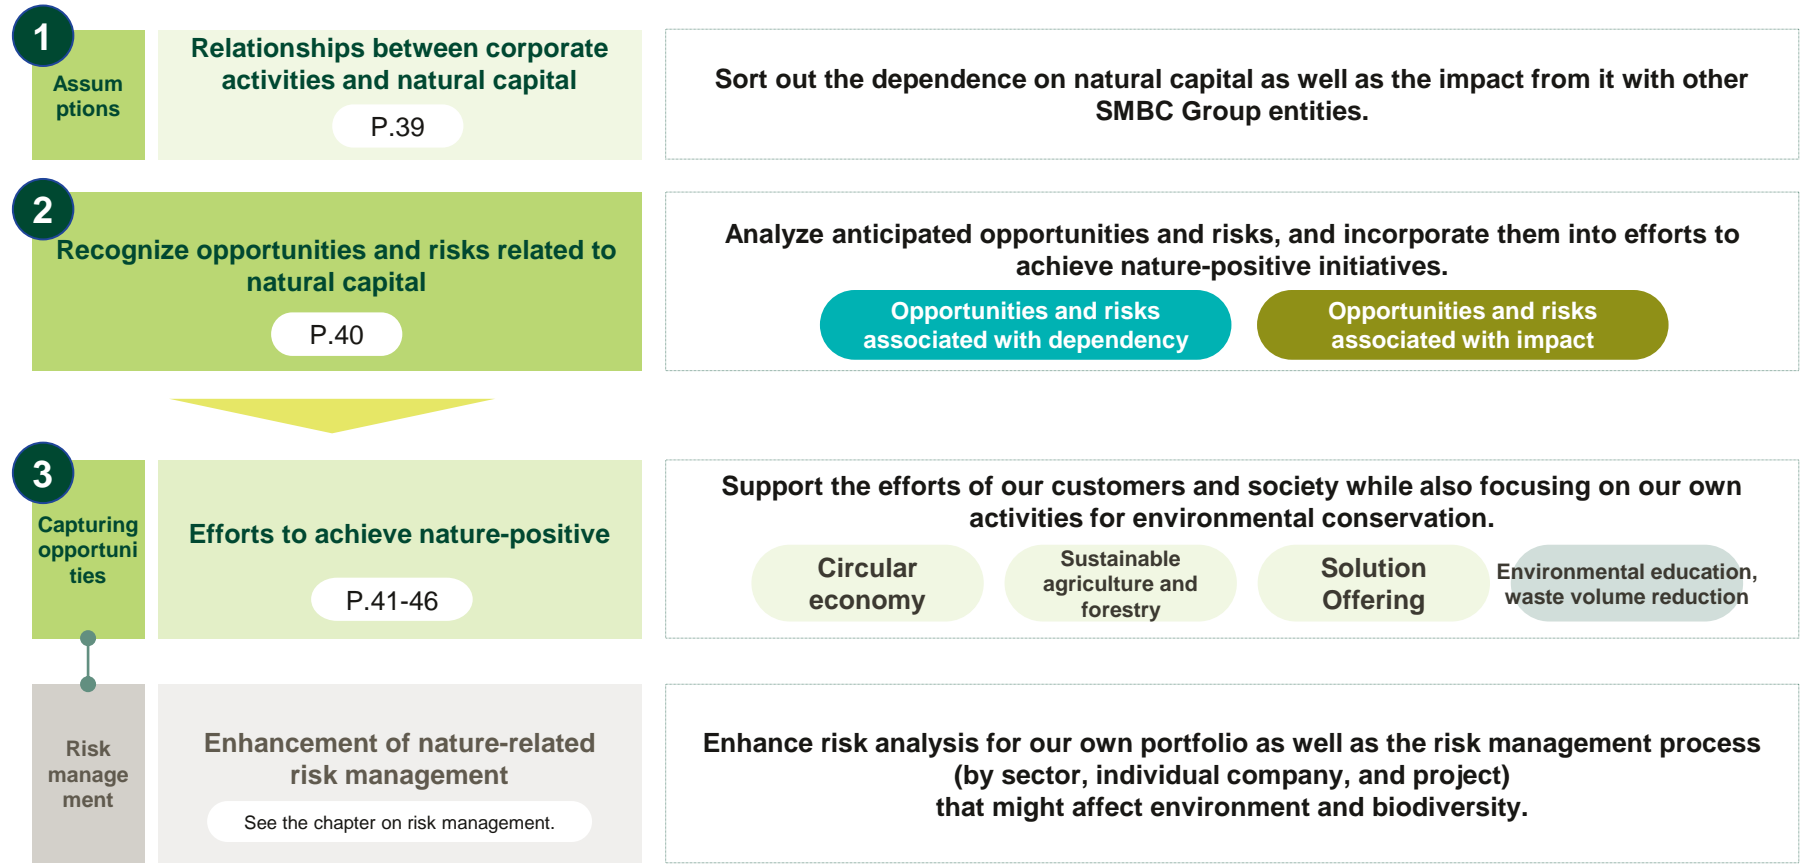 1
Assum
ptions
Relationships between corporate
activities and natural capital
P.39
Sort out the dependence on natural capital as well as the impact from it with other
SMBC Group entities.
2
Recognize opportunities and risks related to
natural capital
P.40
Analyze anticipated opportunities and risks, and incorporate them into efforts to
achieve nature-positive initiatives.
Opportunities and risks
associated with dependency
Opportunities and risks
associated with impact
3
Capturing
opportuni
ties
Efforts to achieve nature-positive
P.41-46
Support the efforts of our customers and society while also focusing on our own
activities for environmental conservation.
Circular
economy
Sustainable
agriculture and
forestry
Solution
Offering
Environmental education,
waste volume reduction
Risk
manage
ment
Enhancement of nature-related
risk management
See the chapter on risk management.
Enhance risk analysis for our own portfolio as well as the risk management process
(by sector, individual company, and project)
that might affect environment and biodiversity.